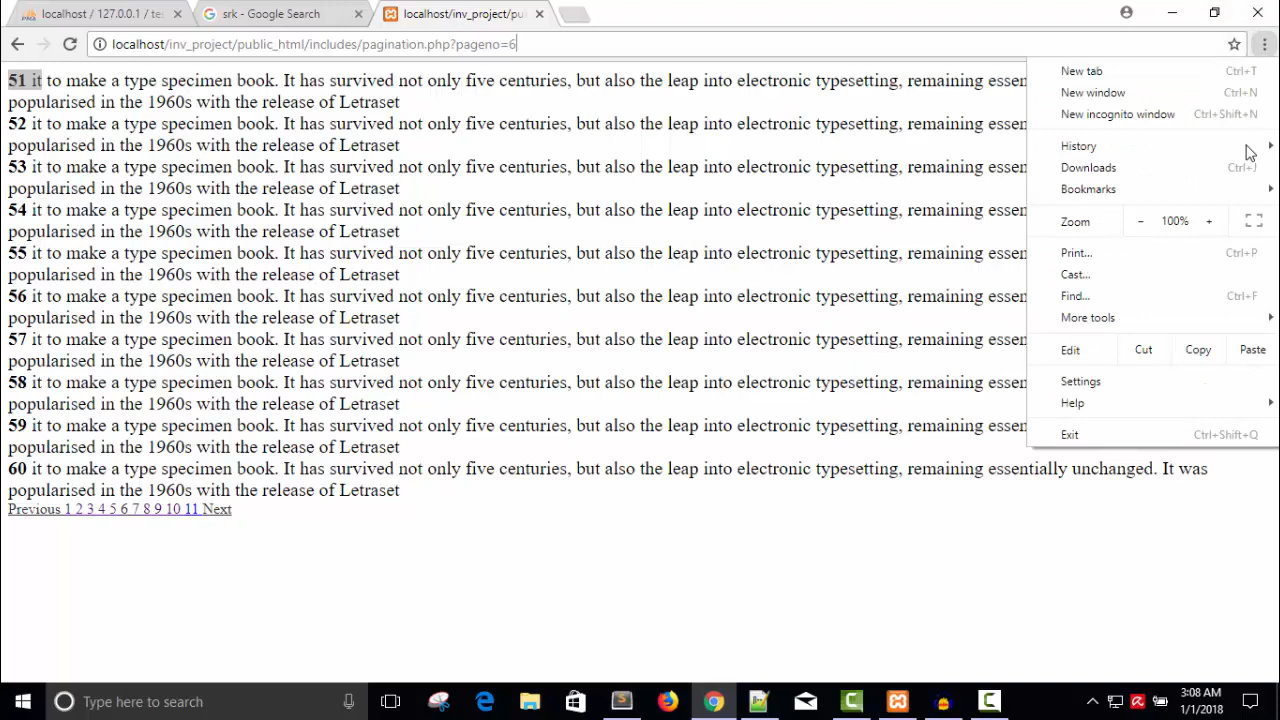 localhost / 127.0.0.1 / te
srk - Google Search
localhost/inv_project/pu
localhost/inv_project/public_html/includes/pagination.php?pageno=6
51 it to make a type specimen book. It has survived not only five centuries, but also the leap into electronic typesetting, remaining essen
popularised in the 1960s with the release of Letraset
52 it to make a type specimen book. It has survived not only five centuries, but also the leap into electronic typesetting, remaining essen
popularised in the 1960s with the release of Letraset
53 it to make a type specimen book. It has survived not only five centuries, but also the leap into electronic typesetting, remaining essen
popularised in the 1960s with the release of Letraset
54 it to make a type specimen book. It has survived not only five centuries, but also the leap into electronic typesetting, remaining essen
popularised in the 1960s with the release of Letraset
55 it to make a type specimen book. It has survived not only five centuries, but also the leap into electronic typesetting, remaining essen
popularised in the 1960s with the release of Letraset
56 it to make a type specimen book. It has survived not only five centuries, but also the leap into electronic typesetting, remaining essen
popularised in the 1960s with the release of Letraset
57 it to make a type specimen book. It has survived not only five centuries, but also the leap into electronic typesetting, remaining essen
popularised in the 1960s with the release of Letraset
58 it to make a type specimen book. It has survived not only five centuries, but also the leap into electronic typesetting, remaining essen
popularised in the 1960s with the release of Letraset
59 it to make a type specimen book. It has survived not only five centuries, but also the leap into electronic typesetting, remaining essen
popularised in the 1960s with the release of Letraset
60 it to make a type specimen book. It has survived not only five centuries, but also the leap into electronic typesetting, remaining essentially unchanged. It was
popularised in the 1960s with the release of Letraset
Previous 1 2 3 4 5 6 7 8 9 10 11 Next
New tab Ctrl+T
New window Ctrl+N
New incognito window Ctrl+Shift+N
History
Downloads Ctrl+J
Bookmarks
Zoom - 100% +
Print... Ctrl+P
Cast...
Find... Ctrl+F
More tools
Edit Cut Copy Paste
Settings
Help
Exit Ctrl+Shift+Q
Type here to search
3:08 AM
1/1/2018